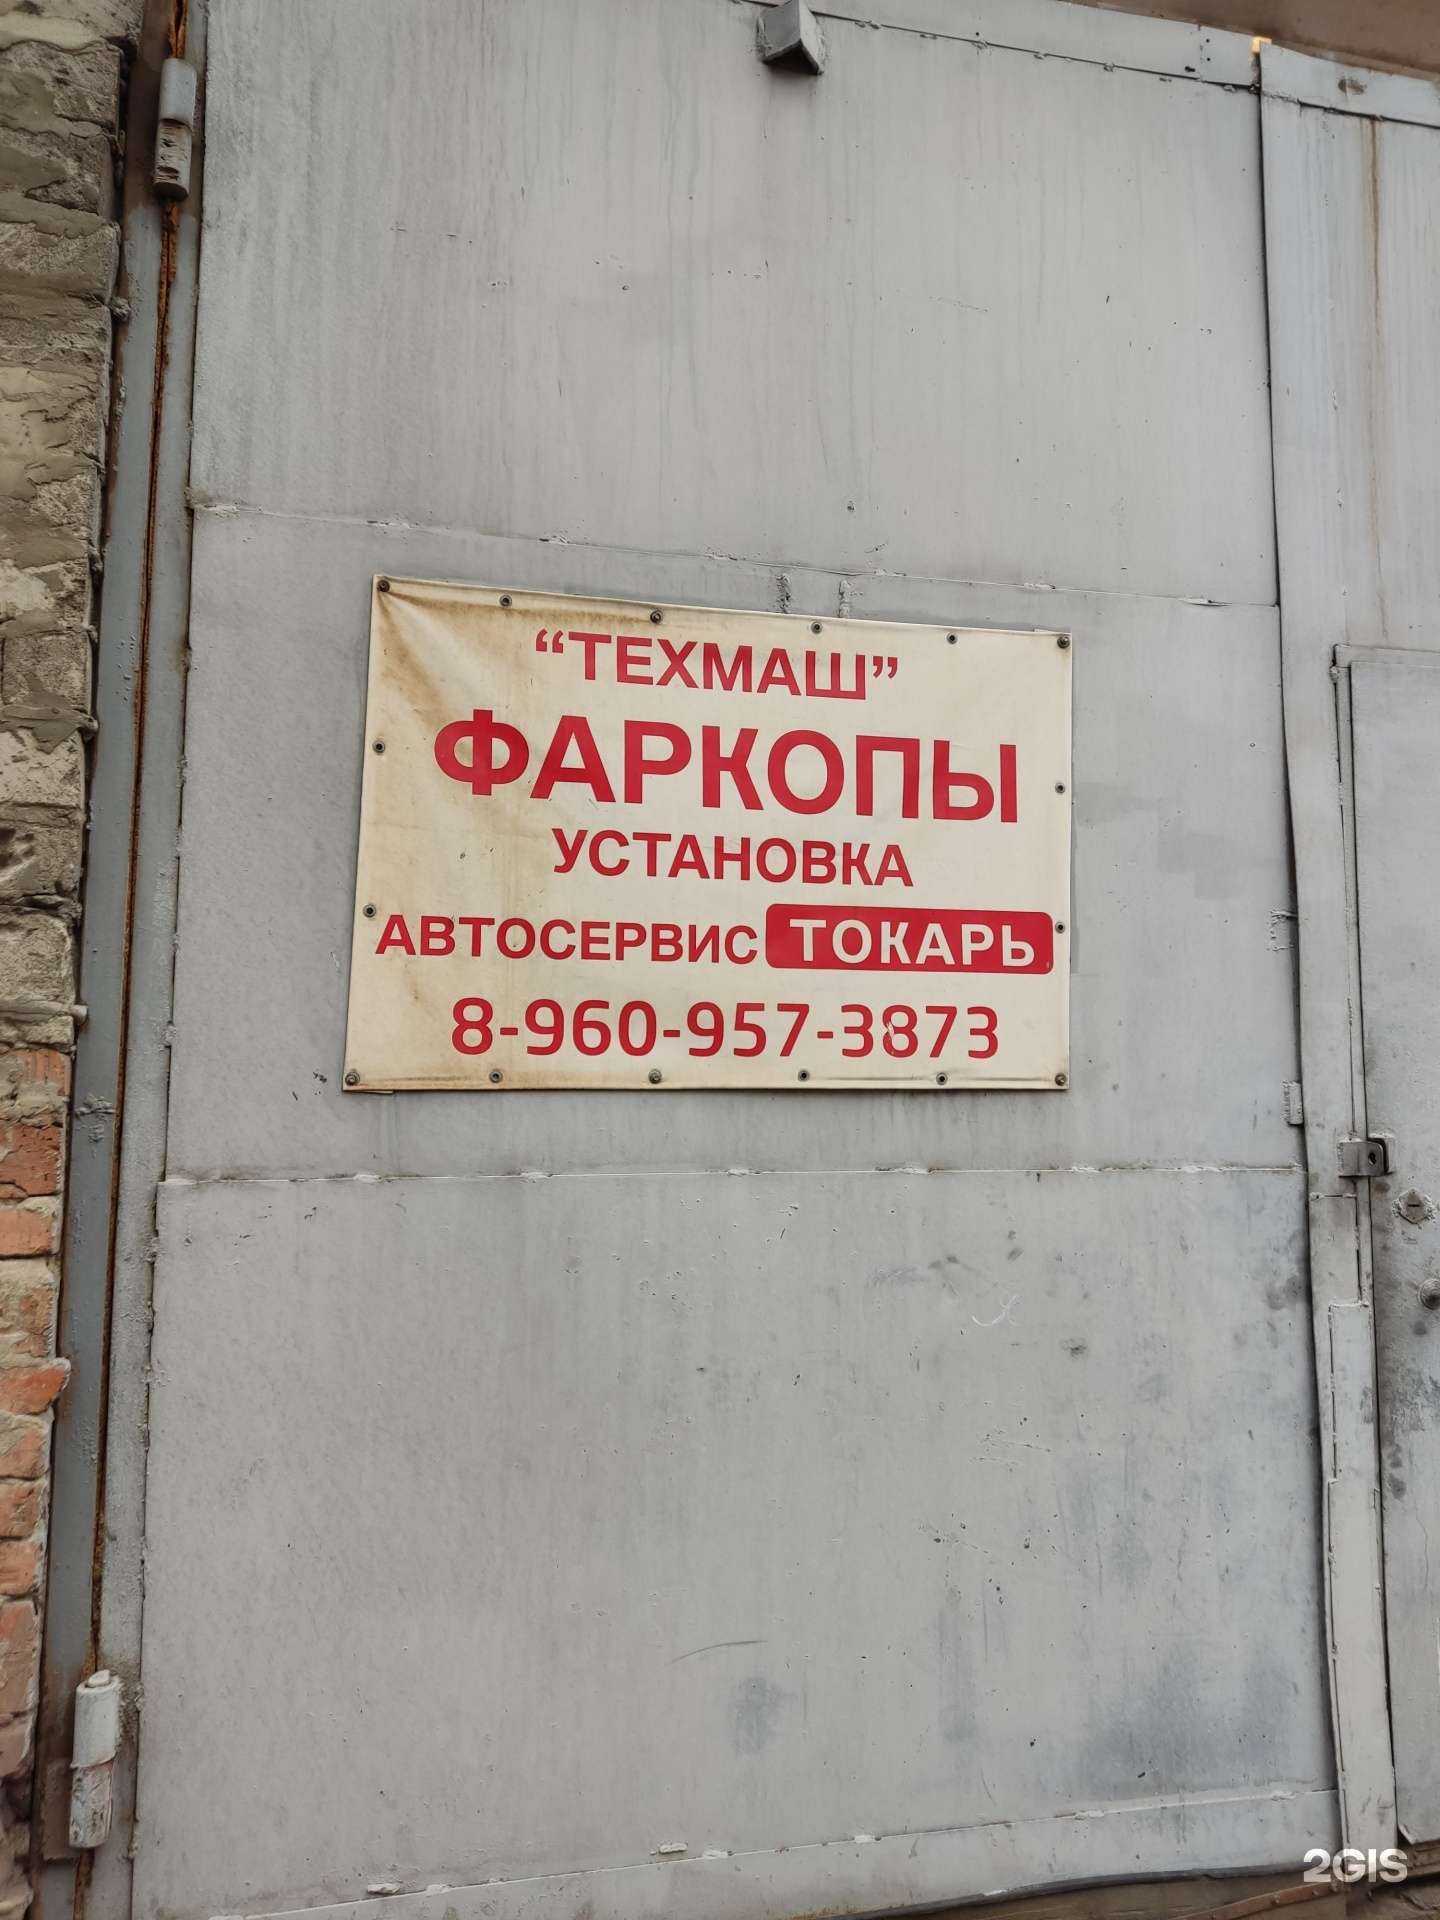 “ТЕХМАШ”
ФАРКОПЫ
УСТАНОВКА
АВТОСЕРВИС ТОКАРЬ
8-960-957-3873
2GIS